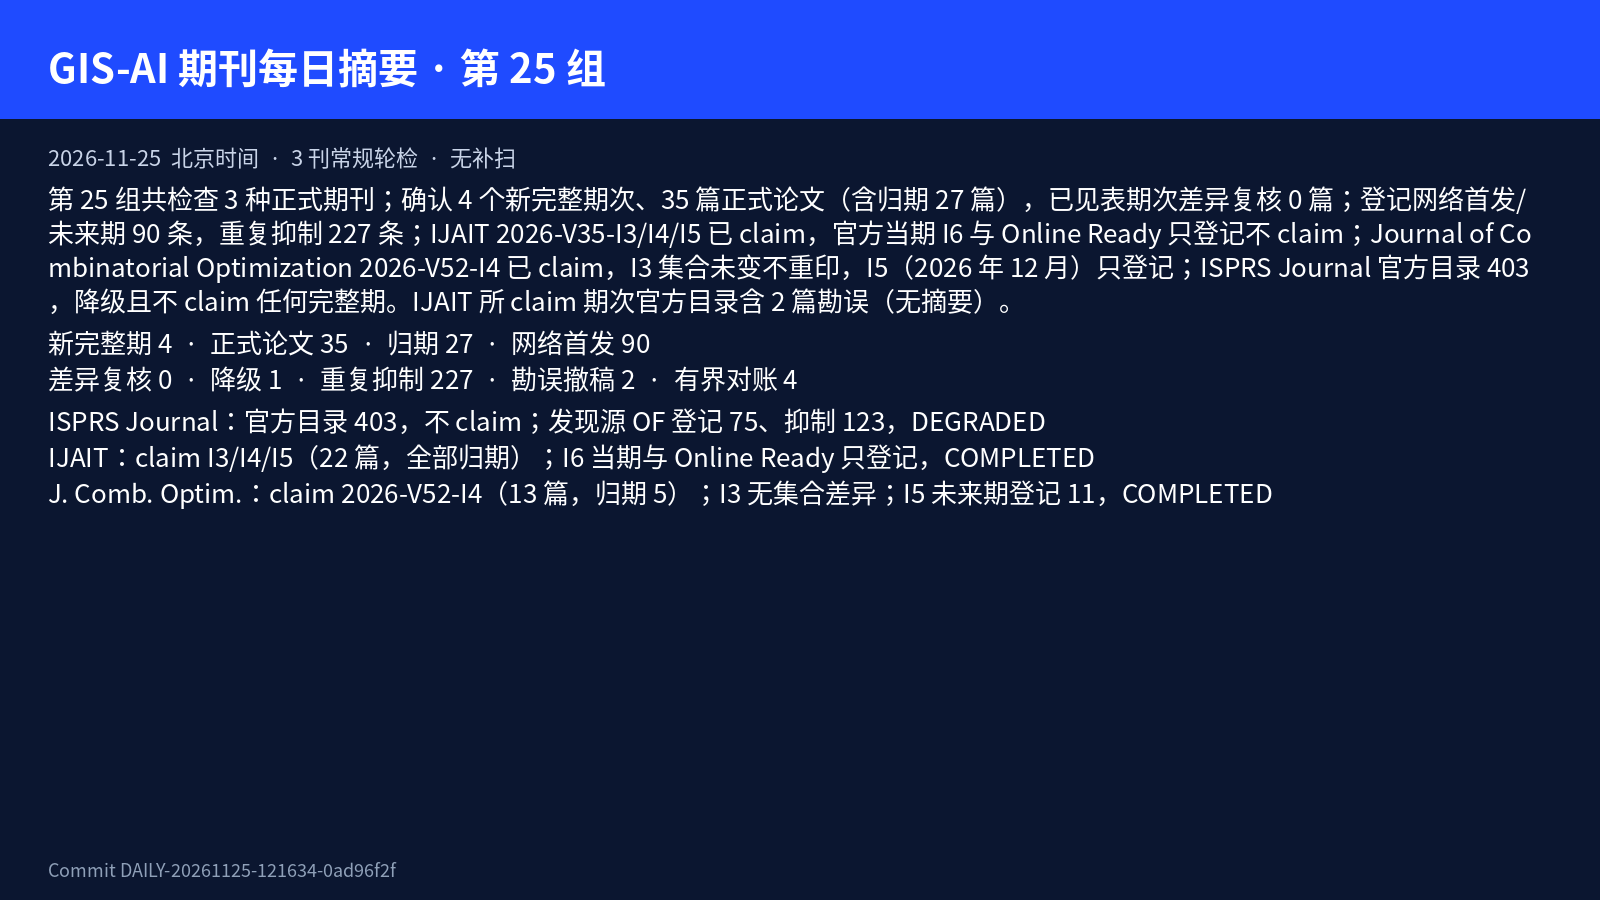 GIS-AI 期刊每日摘要 · 第 25 组
2026-11-25 北京时间 · 3 刊常规轮检 · 无补扫
第 25 组共检查 3 种正式期刊；确认 4 个新完整期次、35 篇正式论文（含归期 27 篇），已见表期次差异复核 0 篇；登记网络首发/
未来期 90 条，重复抑制 227 条；IJAIT 2026-V35-I3/I4/I5 已 claim，官方当期 I6 与 Online Ready 只登记不 claim；Journal of Co
mbinatorial Optimization 2026-V52-I4 已 claim，I3 集合未变不重印，I5（2026 年 12 月）只登记；ISPRS Journal 官方目录 403
，降级且不 claim 任何完整期。IJAIT 所 claim 期次官方目录含 2 篇勘误（无摘要）。
新完整期 4 · 正式论文 35 · 归期 27 · 网络首发 90
差异复核 0 · 降级 1 · 重复抑制 227 · 勘误撤稿 2 · 有界对账 4
ISPRS Journal：官方目录 403，不 claim；发现源 OF 登记 75、抑制 123，DEGRADED
IJAIT：claim I3/I4/I5（22 篇，全部归期）；I6 当期与 Online Ready 只登记，COMPLETED
J. Comb. Optim.：claim 2026-V52-I4（13 篇，归期 5）；I3 无集合差异；I5 未来期登记 11，COMPLETED
Commit DAILY-20261125-121634-0ad96f2f